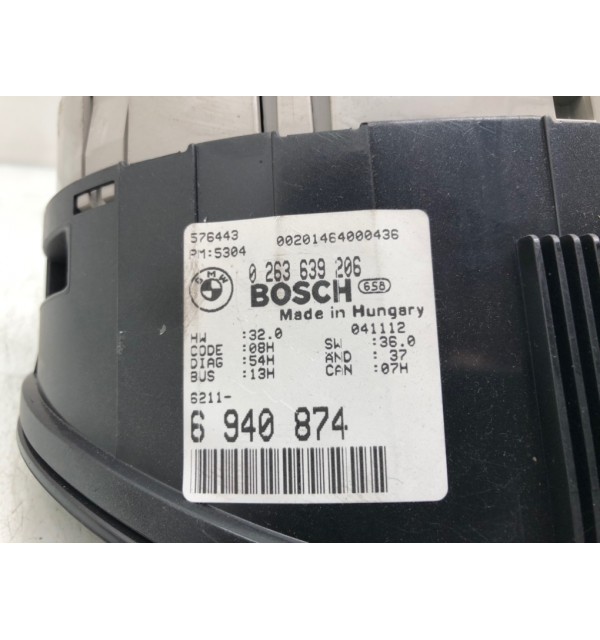 576443 00201464000436
PM:5304
BMW 0 263 639 206
BOSCH 658
Made in Hungary
HW :32.0 041112
CODE :08H SW :36.0
DIAG :54H AND : 37
BUS :13H CAN :07H
6211-
6 940 874